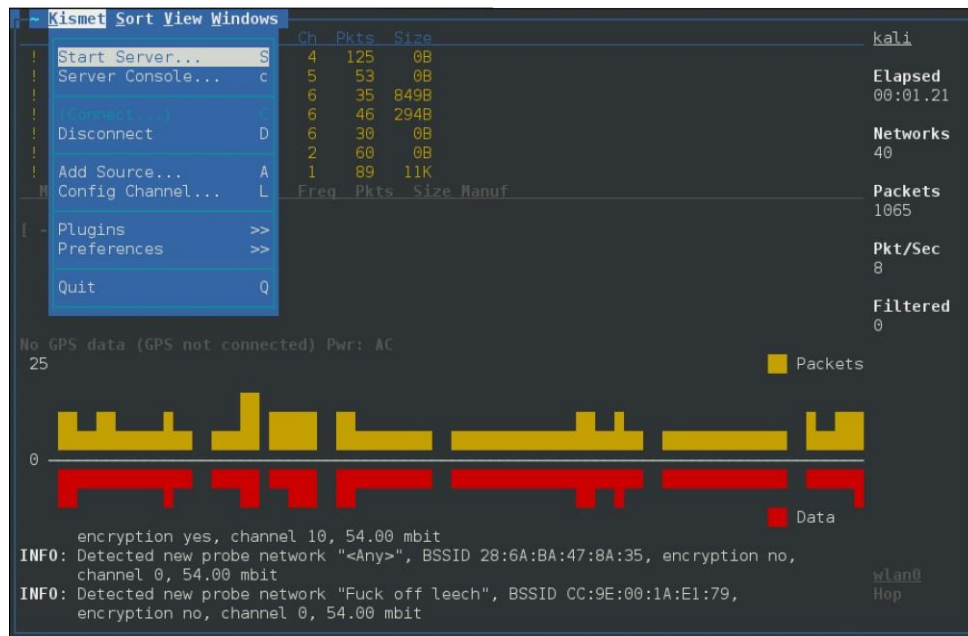 ~ Kismet Sort View Windows
Ch Pkts Size
kali
! Start Server... S 4 125 0B
! Server Console... c 5 53 0B
Elapsed
! 6 35 849B
00:01.21
! (Connect...) C 6 46 294B
! Disconnect D 6 30 0B
Networks
! 2 60 0B
40
! Add Source... A 1 89 11K
M Config Channel... L Freq Pkts Size Manuf
Packets
1065
[ - Plugins >>
Preferences >>
Pkt/Sec
8
Quit Q
Filtered
0
No GPS data (GPS not connected) Pwr: AC
25
Packets
0
Data
encryption yes, channel 10, 54.00 mbit
INFO: Detected new probe network "<Any>", BSSID 28:6A:BA:47:8A:35, encryption no,
channel 0, 54.00 mbit
wlan0
INFO: Detected new probe network "Fuck off leech", BSSID CC:9E:00:1A:E1:79,
Hop
encryption no, channel 0, 54.00 mbit